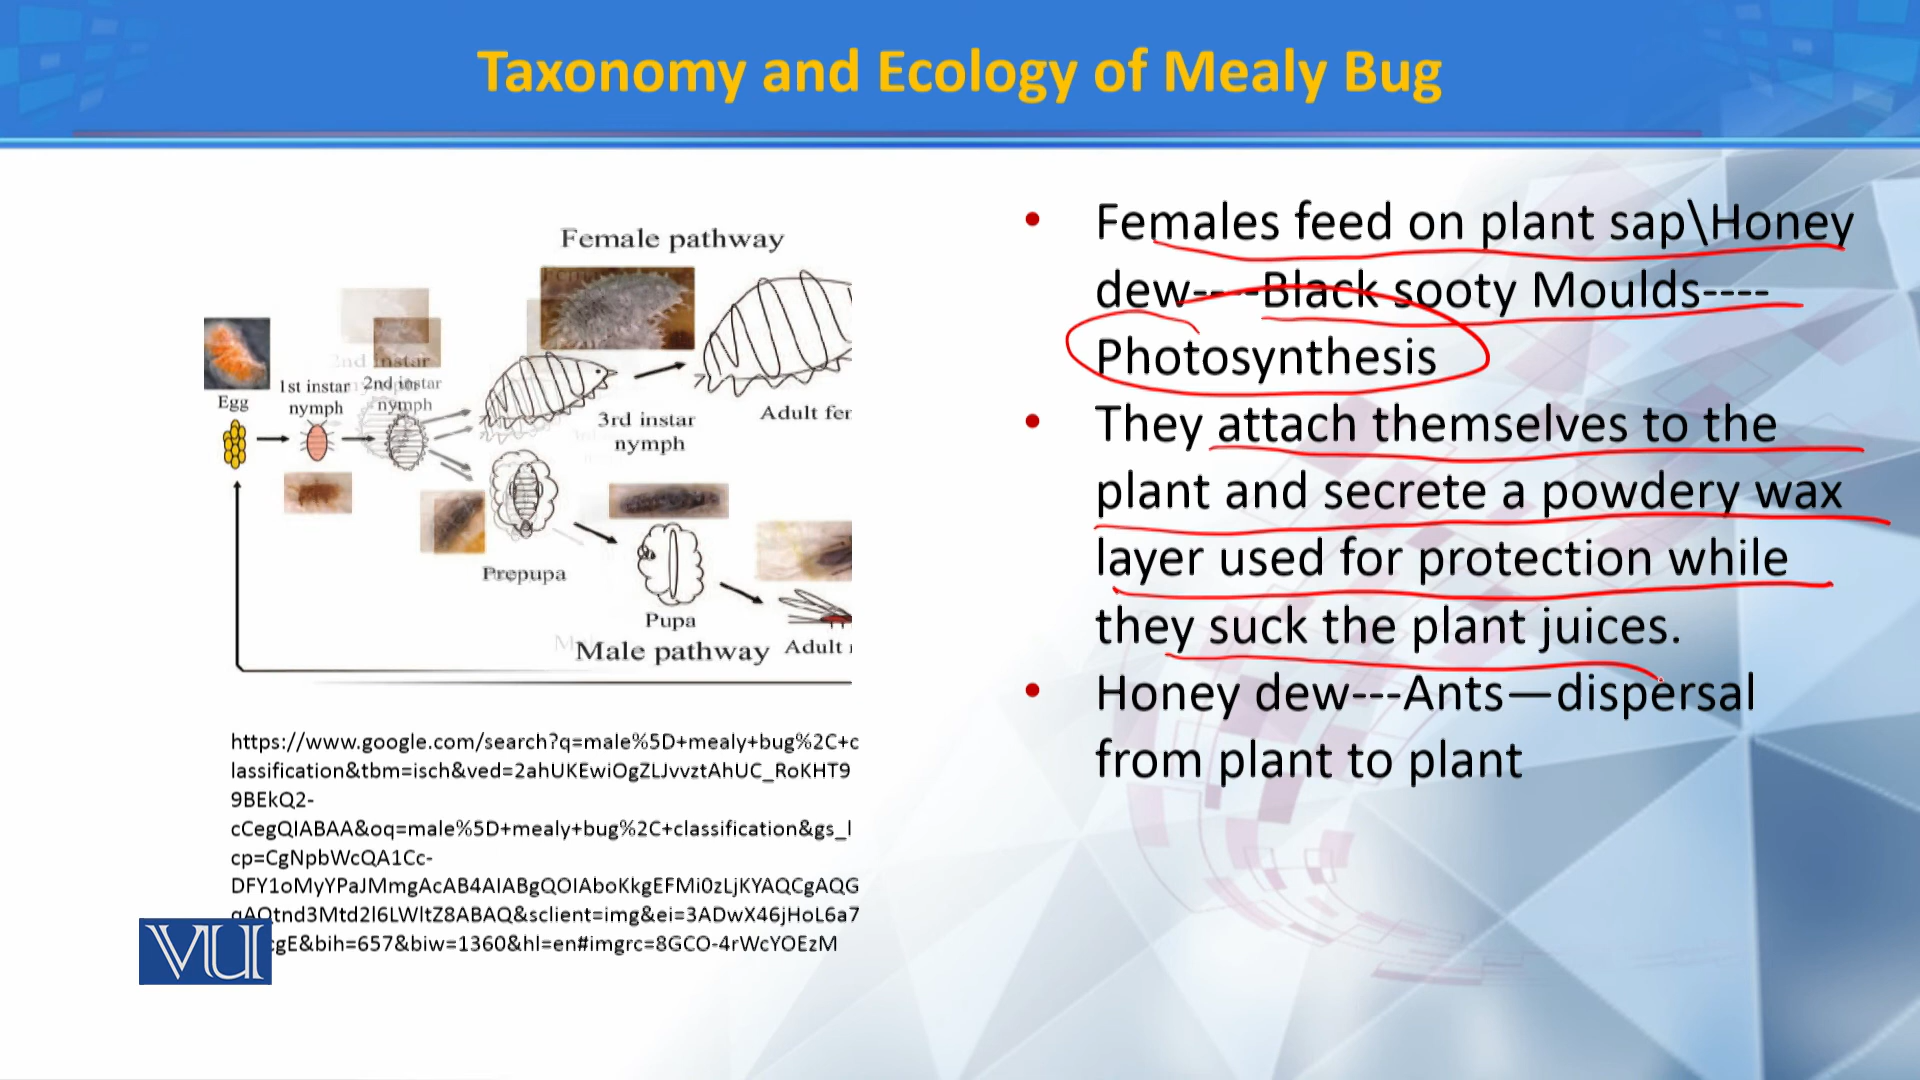 Taxonomy and Ecology of Mealy Bug
Female pathway
2nd instar
Egg
1st instar
nymph
2nd instar
nymph
3rd instar
nymph
Adult fer
Prepupa
Pupa
Male pathway
Adult
https://www.google.com/search?q=male%5D+mealy+bug%2C+c
lassification&tbm=isch&ved=2ahUKEwiOgZLJvvztAhUC_RoKHT9
9BEkQ2-
cCegQIABAA&oq=male%5D+mealy+bug%2C+classification&gs_l
cp=CgNpbWcQA1Cc-
DFY1oMyYPaJMmgAcAB4AIABgQOIAboKkgEFMi0zLjKYAQCgAQG
qAQtnd3Mtd2l6LWltZ8ABAQ&sclient=img&ei=3ADwX46jHoL6a7
cgE&bih=657&biw=1360&hl=en#imgrc=8GCO-4rWcYOEzM
VU
• Females feed on plant sap\Honey
dew----Black sooty Moulds----
Photosynthesis
• They attach themselves to the
plant and secrete a powdery wax
layer used for protection while
they suck the plant juices.
• Honey dew---Ants—dispersal
from plant to plant